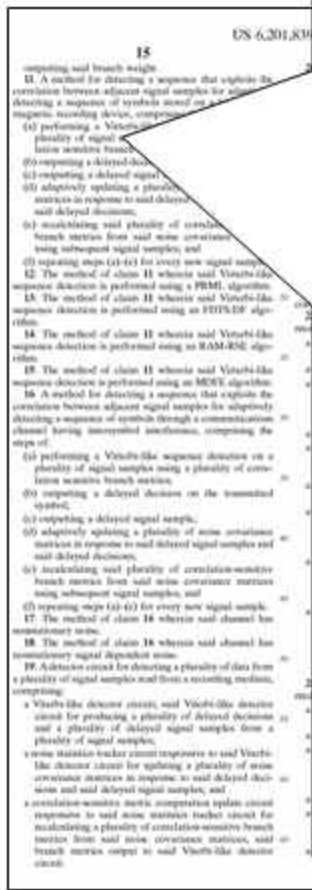 US 6,201,839
15
outputting said branch weight.
11. A method for detecting a sequence that exploits the
correlation between adjacent signal samples for
detecting a sequence of symbols stored on a
magnetic recording device,
(a) performing a Viterbi-
plurality of signal
lation sensitive branch
(b) outputting a delayed
(c) outputting a delayed signal
(d) adaptively updating a plurality
matrices in response to said delayed
said delayed decisions;
(e) recalculating said plurality of
branch metrics from said noise covariance
using subsequent signal samples; and
(f) repeating steps (a)-(e) for every new signal
12. The method of claim 11 wherein said Viterbi-like
sequence detection is performed using a PRML algorithm.
13. The method of claim 11 wherein said Viterbi-like
sequence detection is performed using an FDTS/DF algo-
rithm.
14. The method of claim 11 wherein said Viterbi-like
sequence detection is performed using an RAM-RSE algo-
rithm.
15. The method of claim 11 wherein said Viterbi-like
sequence detection is performed using an MDFE algorithm.
16. A method for detecting a sequence that exploits the
correlation between adjacent signal samples for adaptively
detecting a sequence of symbols through a communications
channel having intersymbol interference, comprising the
steps of:
(a) performing a Viterbi-like sequence detection on a
plurality of signal samples using a plurality of corre-
lation sensitive branch metrics;
(b) outputting a delayed decision on the transmitted
symbol;
(c) outputting a delayed signal sample;
(d) adaptively updating a plurality of noise covariance
matrices in response to said delayed signal samples and
said delayed decisions;
(e) recalculating said plurality of correlation-sensitive
branch metrics from said noise covariance matrices
using subsequent signal samples; and
(f) repeating steps (a)-(e) for every new signal sample.
17. The method of claim 16 wherein said channel has
nonstationary noise.
18. The method of claim 16 wherein said channel has
nonstationary signal dependent noise.
19. A detector circuit for detecting a plurality of data from
a plurality of signal samples read from a recording medium,
comprising:
a Viterbi-like detector circuit, said Viterbi-like detector
circuit for producing a plurality of delayed decisions
and a plurality of delayed signal samples from a
plurality of signal samples;
a noise statistics tracker circuit responsive to said Viterbi-
like detector circuit for updating a plurality of noise
covariance matrices in response to said delayed deci-
sions and said delayed signal samples; and
a correlation-sensitive metric computation update circuit
responsive to said noise statistics tracker circuit for
recalculating a plurality of correlation-sensitive branch
metrics from said noise covariance matrices, said
branch metrics output to said Viterbi-like detector
circuit.